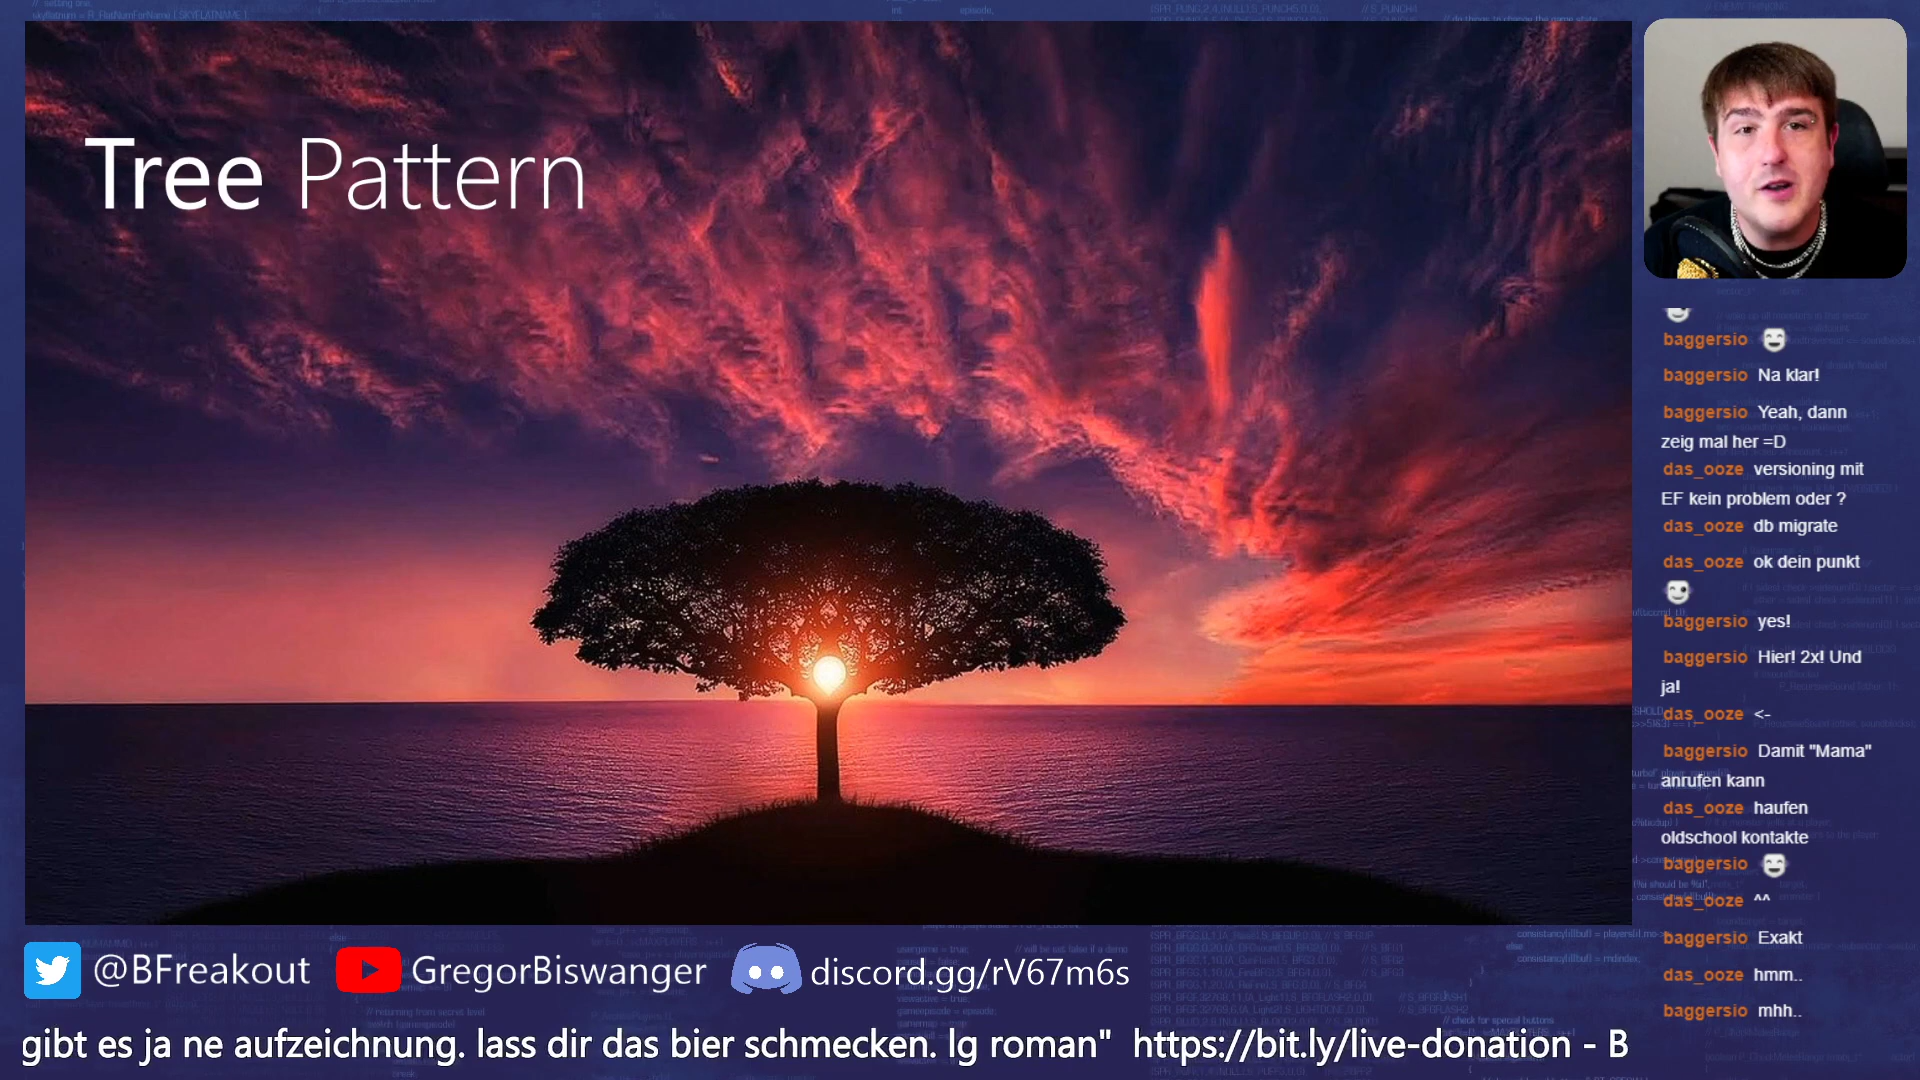 Tree Pattern
baggersio
baggersio Na klar!
baggersio Yeah, dann
zeig mal her =D
das_ooze versioning mit
EF kein problem oder ?
das_ooze db migrate
das_ooze ok dein punkt
baggersio yes!
baggersio Hier! 2x! Und
ja!
das_ooze <-
baggersio Damit "Mama"
anrufen kann
das_ooze haufen
oldschool kontakte
baggersio
das_ooze ^^
baggersio Exakt
das_ooze hmm..
baggersio mhh..
@BFreakout GregorBiswanger discord.gg/rV67m6s
gibt es ja ne aufzeichnung. lass dir das bier schmecken. lg roman" https://bit.ly/live-donation - B